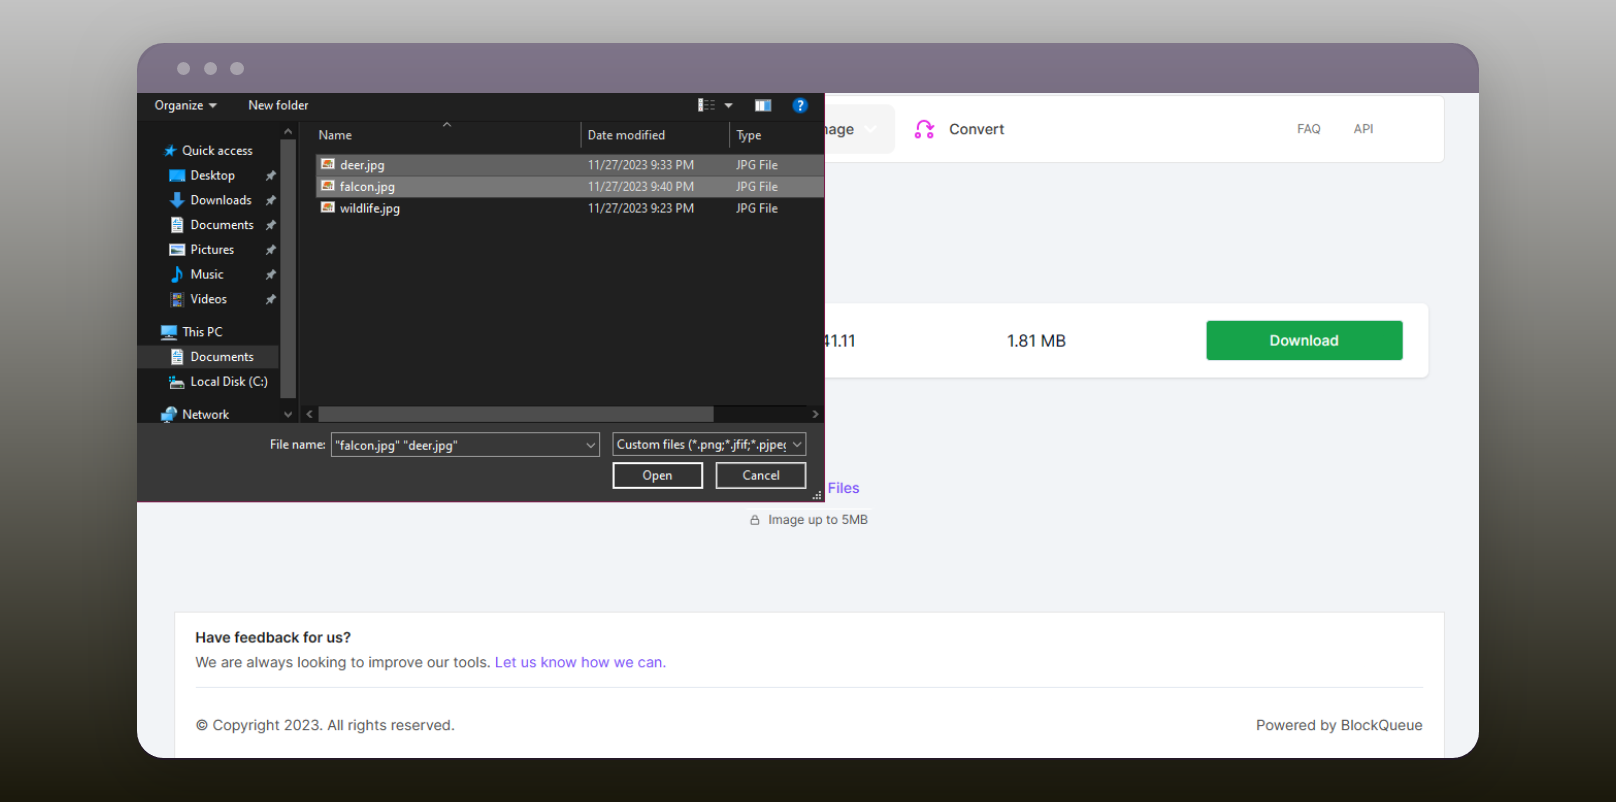 Organize
New folder
?
nage
Convert
FAQ
API
Name
Date modified
Type
Quick access
deer.jpg
11/27/2023 9:33 PM
JPG File
Desktop
falcon.jpg
11/27/2023 9:40 PM
JPG File
Downloads
wildlife.jpg
11/27/2023 9:23 PM
JPG File
Documents
Pictures
Music
Videos
This PC
Documents
Local Disk (C:)
Network
41.11
1.81 MB
Download
File name:
"falcon.jpg" "deer.jpg"
Custom files (*.png;*.jfif;*.pjpeg
Open
Cancel
Files
Image up to 5MB
Have feedback for us?
We are always looking to improve our tools. Let us know how we can.
© Copyright 2023. All rights reserved.
Powered by BlockQueue